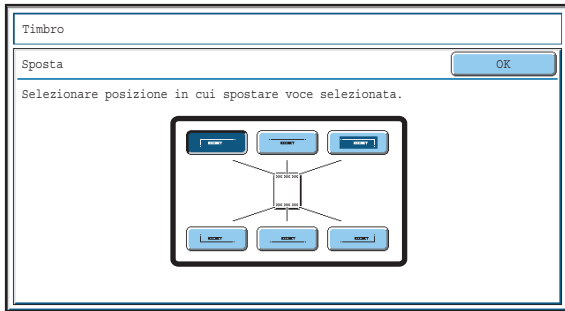 Timbro
Sposta OK
Selezionare posizione in cui spostare voce selezionata.